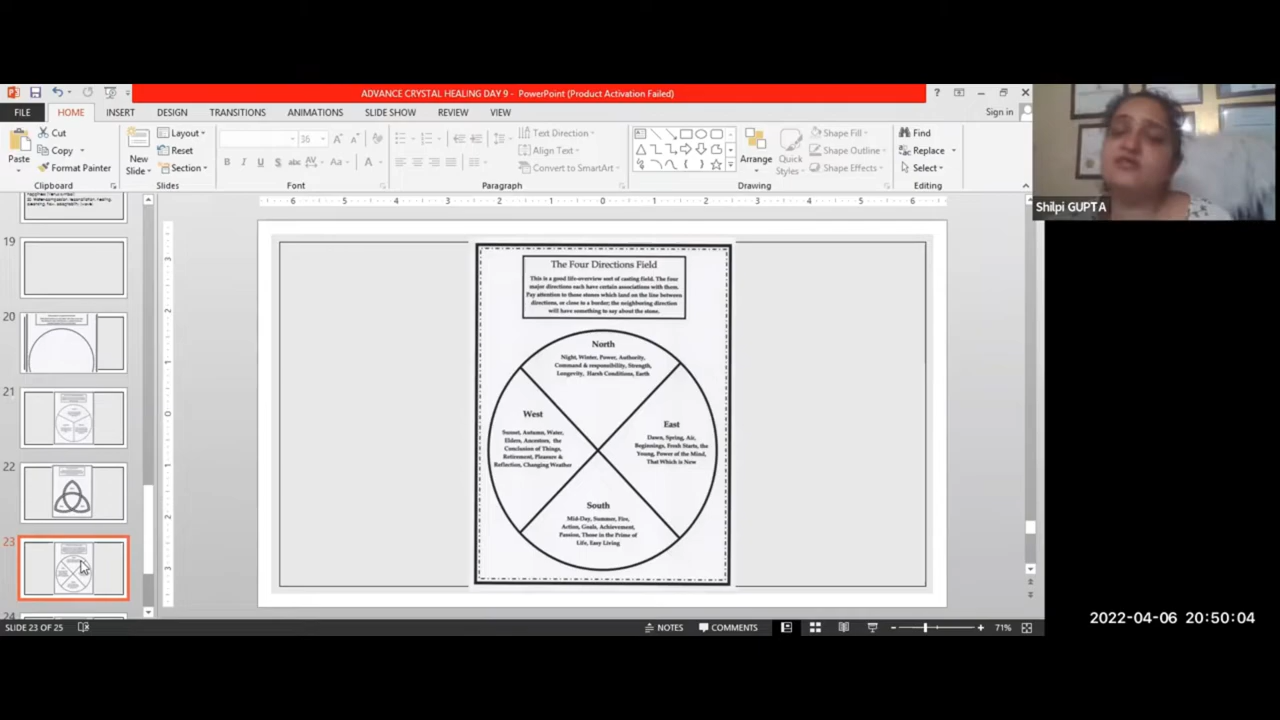 ADVANCE CRYSTAL HEALING DAY 9 - PowerPoint (Product Activation Failed)
FILE HOME INSERT DESIGN TRANSITIONS ANIMATIONS SLIDE SHOW REVIEW VIEW Sign in
Paste
Cut
Copy
Format Painter
New
Slide
Layout
Reset
Section
36
Text Direction
Align Text
Convert to SmartArt
Arrange
Quick
Styles
Shape Fill
Shape Outline
Shape Effects
Find
Replace
Select
Clipboard Slides Font Paragraph Drawing Editing
Shilpi GUPTA
19
20
21
22
23
24
The Four Directions Field
This is a good life-overview sort of casting field. The four
major directions each have certain associations with them.
Pay attention to those stones which land on the line between
directions, or close to a border; the neighboring direction
will have something to say about the stone.
North
Night, Winter, Power, Authority,
Command & responsibility, Strength,
Longevity, Harsh Conditions, Earth
West
Sunset, Autumn, Water,
Elders, Ancestors, the
Conclusion of Things,
Retirement, Pleasure &
Reflection, Changing Weather
East
Dawn, Spring, Air,
Beginnings, Fresh Starts, the
Young, Power of the Mind,
That Which is New
South
Mid-Day, Summer, Fire,
Action, Goals, Achievement,
Passion, Those in the Prime of
Life, Easy Living
2022-04-06 20:50:04
SLIDE 23 OF 25
NOTES COMMENTS 71%